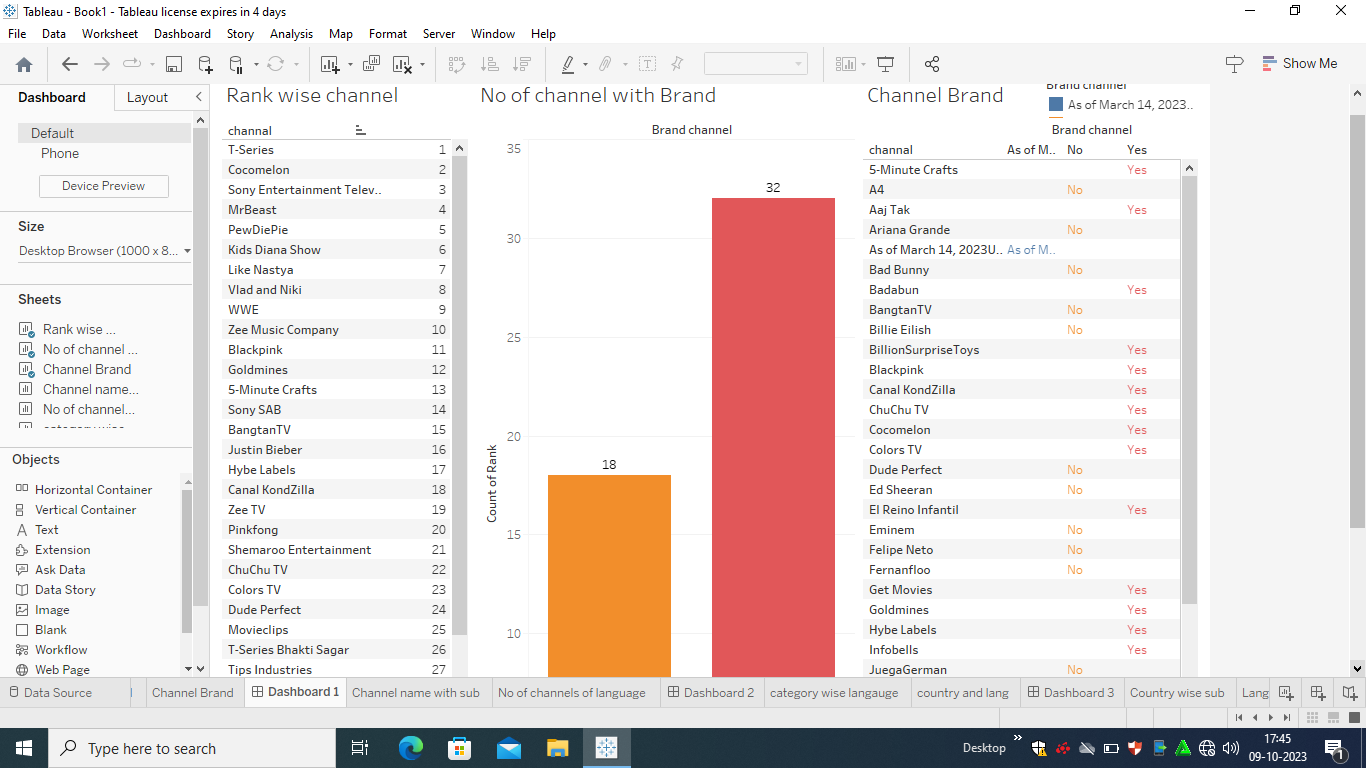 Tableau - Book1 - Tableau license expires in 4 days
File Data Worksheet Dashboard Story Analysis Map Format Server Window Help
Show Me
Dashboard Layout
Default
Phone
Device Preview
Size
Desktop Browser (1000 x 8...
Sheets
Rank wise ...
No of channel ...
Channel Brand
Channel name...
No of channel...
Objects
Horizontal Container
Vertical Container
Text
Extension
Ask Data
Data Story
Image
Blank
Workflow
Web Page
Rank wise channel
channal
T-Series 1
Cocomelon 2
Sony Entertainment Telev.. 3
MrBeast 4
PewDiePie 5
Kids Diana Show 6
Like Nastya 7
Vlad and Niki 8
WWE 9
Zee Music Company 10
Blackpink 11
Goldmines 12
5-Minute Crafts 13
Sony SAB 14
BangtanTV 15
Justin Bieber 16
Hybe Labels 17
Canal KondZilla 18
Zee TV 19
Pinkfong 20
Shemaroo Entertainment 21
ChuChu TV 22
Colors TV 23
Dude Perfect 24
Movieclips 25
T-Series Bhakti Sagar 26
Tips Industries 27
No of channel with Brand
Brand channel
35
32
30
25
20
18
15
10
Count of Rank
Channel Brand
Brand channel
As of March 14, 2023..
Brand channel
channal As of M.. No Yes
5-Minute Crafts Yes
A4 No
Aaj Tak Yes
Ariana Grande No
As of March 14, 2023U.. As of M..
Bad Bunny No
Badabun Yes
BangtanTV No
Billie Eilish No
BillionSurpriseToys Yes
Blackpink Yes
Canal KondZilla Yes
ChuChu TV Yes
Cocomelon Yes
Colors TV Yes
Dude Perfect No
Ed Sheeran No
El Reino Infantil Yes
Eminem No
Felipe Neto No
Fernanfloo No
Get Movies Yes
Goldmines Yes
Hybe Labels Yes
Infobells Yes
JuegaGerman No
Data Source Channel Brand Dashboard 1 Channel name with sub No of channels of language Dashboard 2 category wise langauge country and lang Dashboard 3 Country wise sub Lang
Type here to search
Desktop
17:45
09-10-2023
1